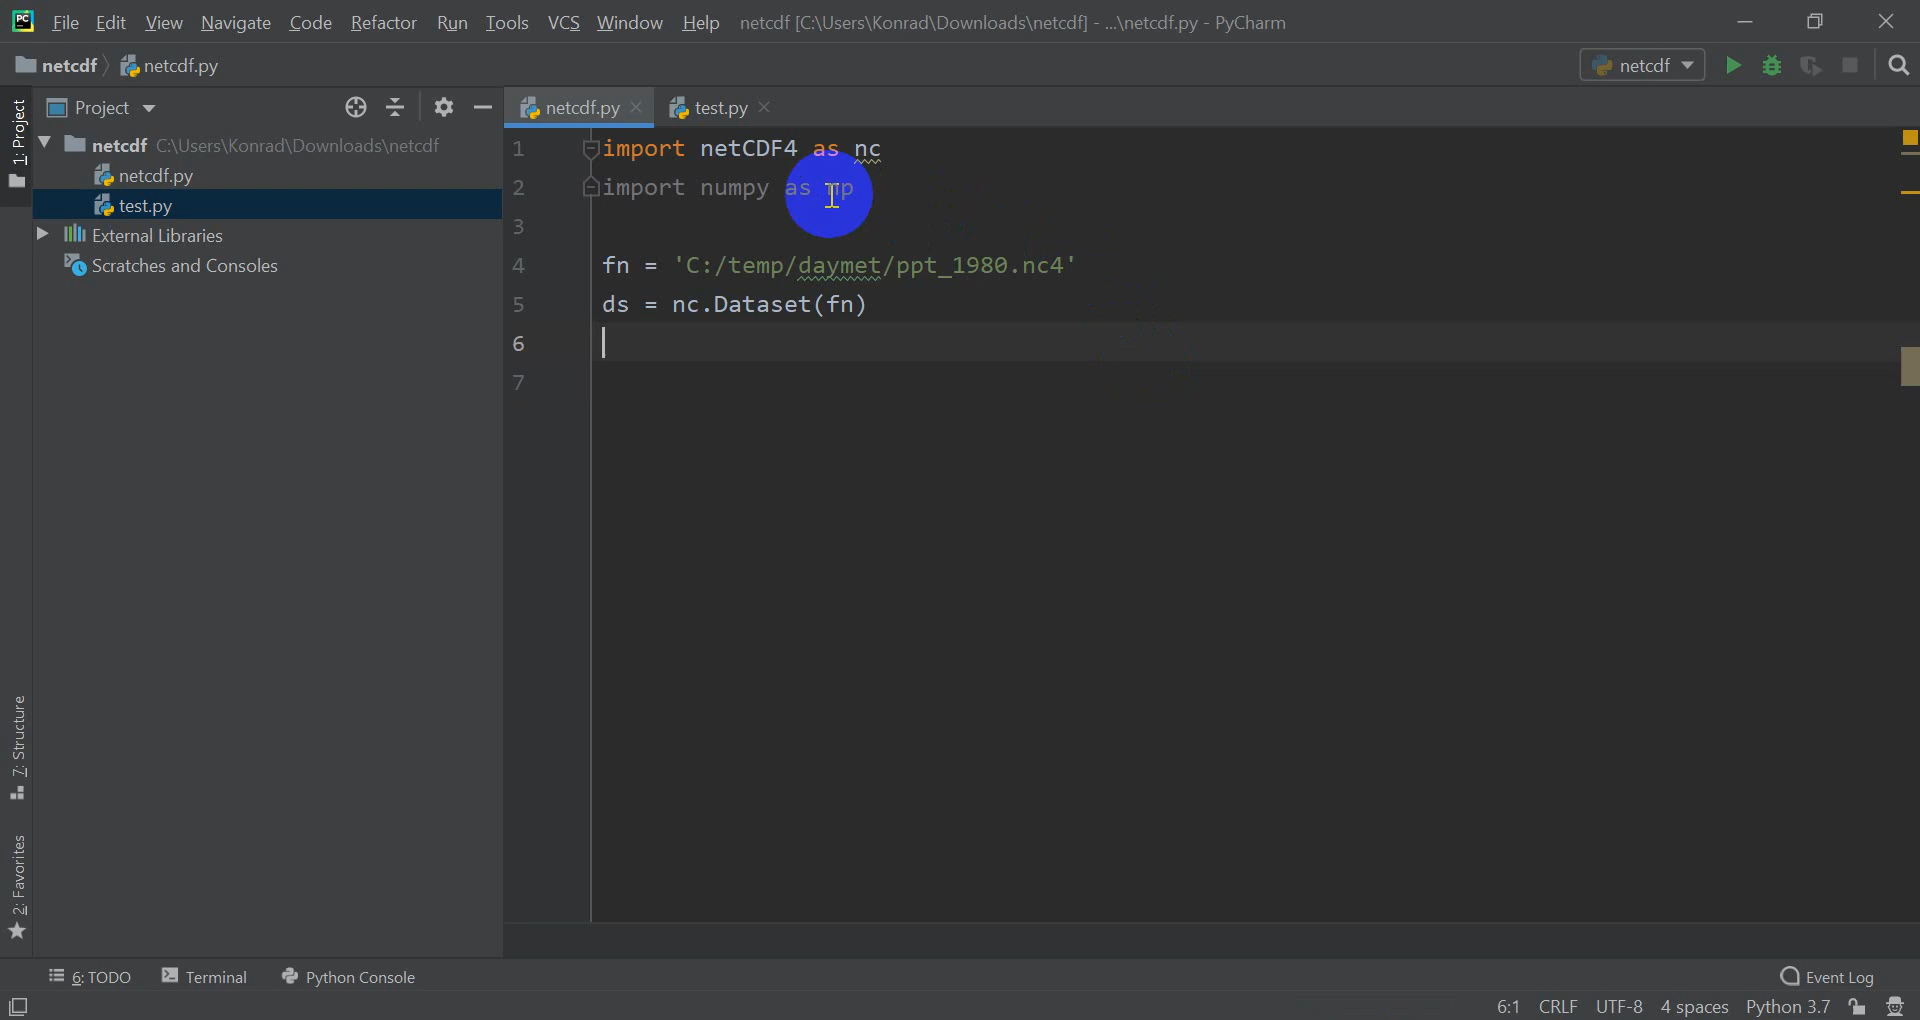 PC File Edit View Navigate Code Refactor Run Tools VCS Window Help netcdf [C:\Users\Konrad\Downloads\netcdf] - ...\netcdf.py - PyCharm
netcdf netcdf.py netcdf
1: Project Project netcdf.py test.py
netcdf C:\Users\Konrad\Downloads\netcdf
netcdf.py
test.py
External Libraries
Scratches and Consoles
1 import netCDF4 as nc
2 import numpy as np
3
4 fn = 'C:/temp/daymet/ppt_1980.nc4'
5 ds = nc.Dataset(fn)
6
7
7: Structure
2: Favorites
6: TODO Terminal Python Console Event Log
6:1 CRLF UTF-8 4 spaces Python 3.7